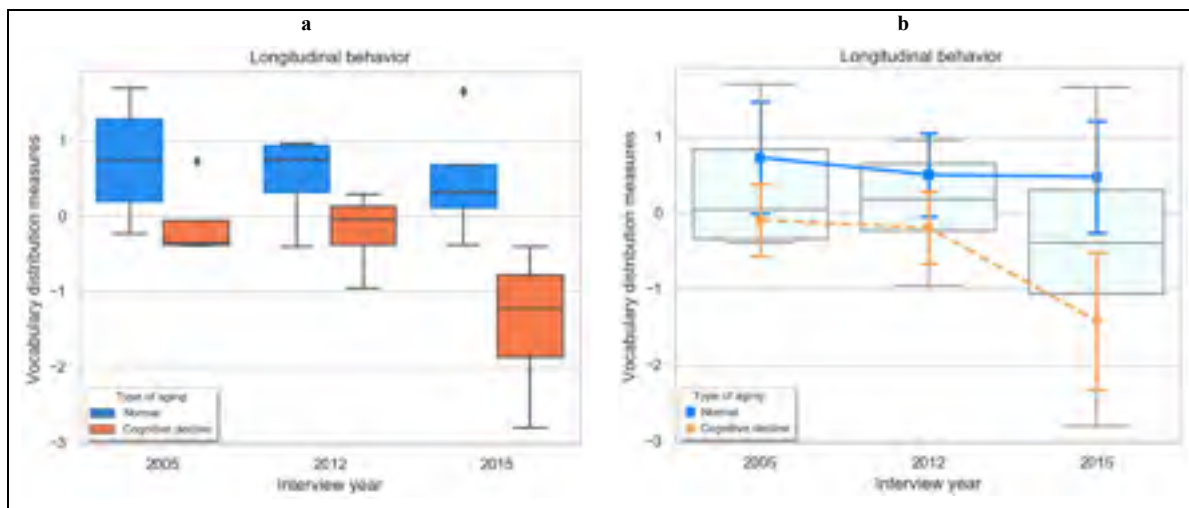 a
Longitudinal behavior
Vocabulary distribution measures
1
0
−1
−2
−3
Type of aging
Normal
Cognitive decline
2005
2012
2015
Interview year
b
Longitudinal behavior
Vocabulary distribution measures
1
0
−1
−2
−3
Type of aging
Normal
Cognitive decline
2005
2012
2015
Interview year